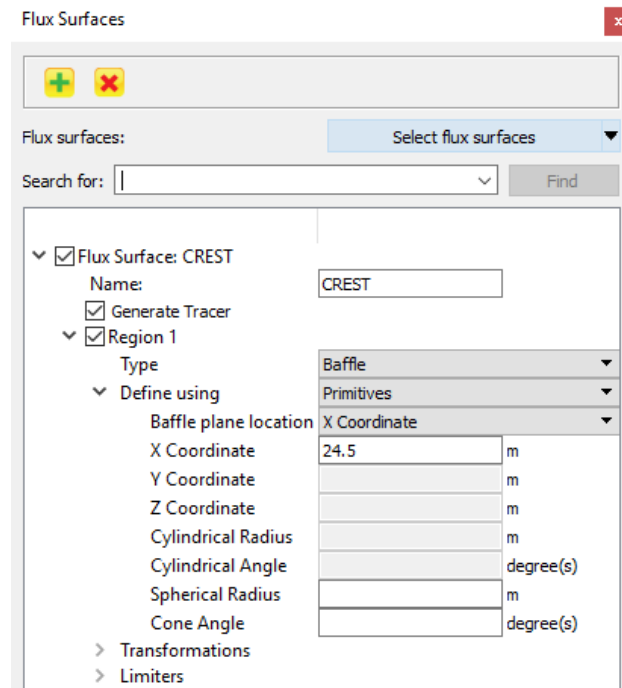 Flux Surfaces
x
Flux surfaces: Select flux surfaces
Search for: Find
Flux Surface: CREST
Name: CREST
Generate Tracer
Region 1
Type Baffle
Define using Primitives
Baffle plane location X Coordinate
X Coordinate 24.5 m
Y Coordinate m
Z Coordinate m
Cylindrical Radius m
Cylindrical Angle degree(s)
Spherical Radius m
Cone Angle degree(s)
Transformations
Limiters